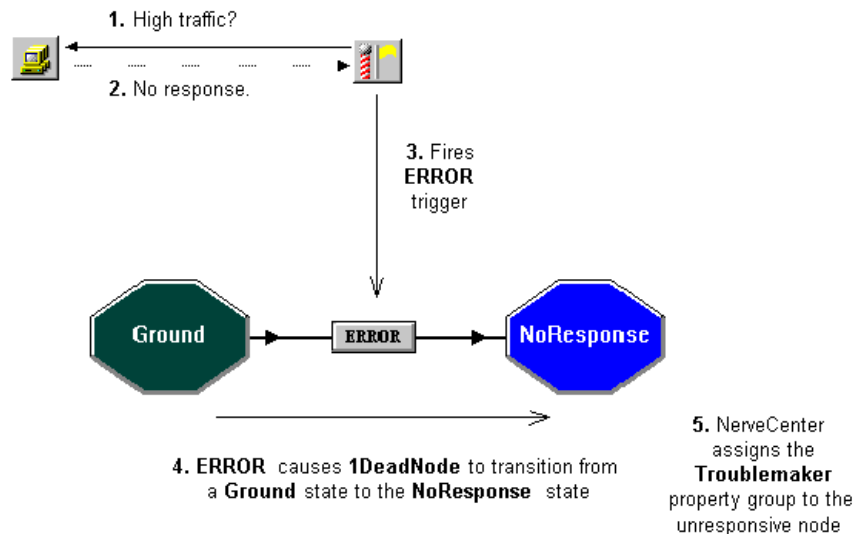 1. High traffic?
2. No response.
3. Fires
ERROR
trigger
Ground
ERROR
NoResponse
4. ERROR causes 1DeadNode to transition from
a Ground state to the NoResponse state
5. NerveCenter
assigns the
Troublemaker
property group to the
unresponsive node